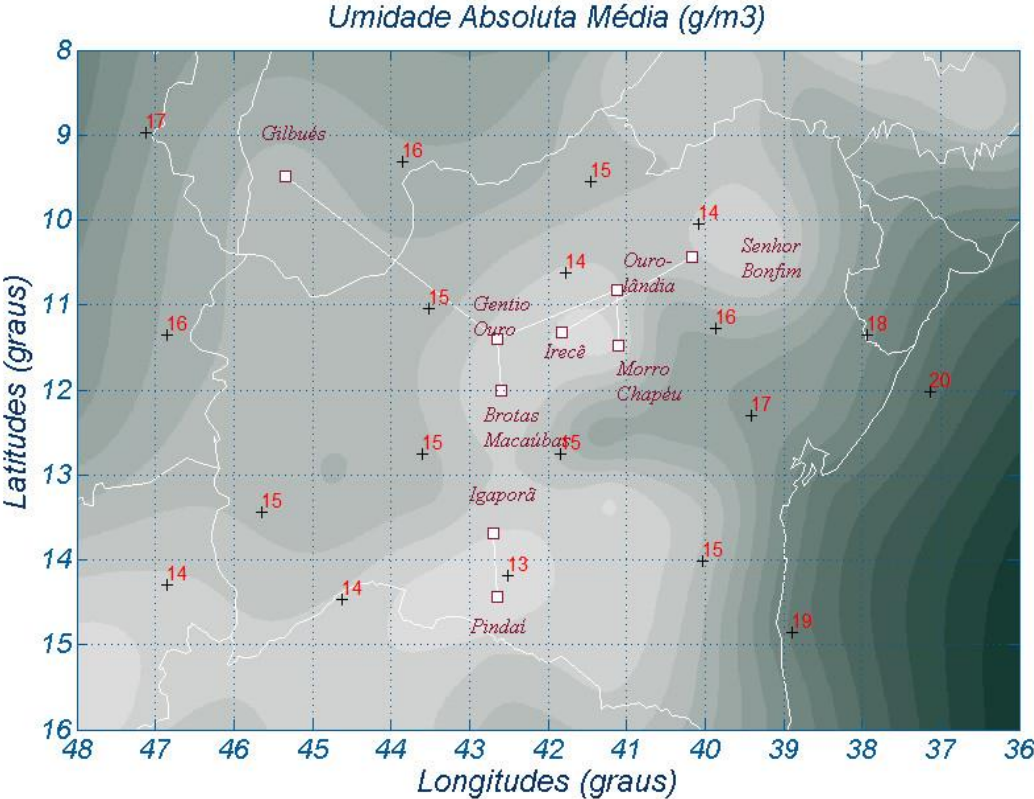 Umidade Absoluta Média (g/m3)
8
9
10
11
12
13
14
15
16
Latitudes (graus)
17
Gilbués
16
15
14
Senhor
Bonfim
Ouro-
lândia
14
15
Gentio
Ouro
16
16
18
Irecê
Morro
Chapéu
20
17
Brotas
Macaúbas
15
15
Igaporã
15
13
15
14
14
Pindaí
19
48
47
46
45
44
43
42
41
40
39
38
37
36
Longitudes (graus)